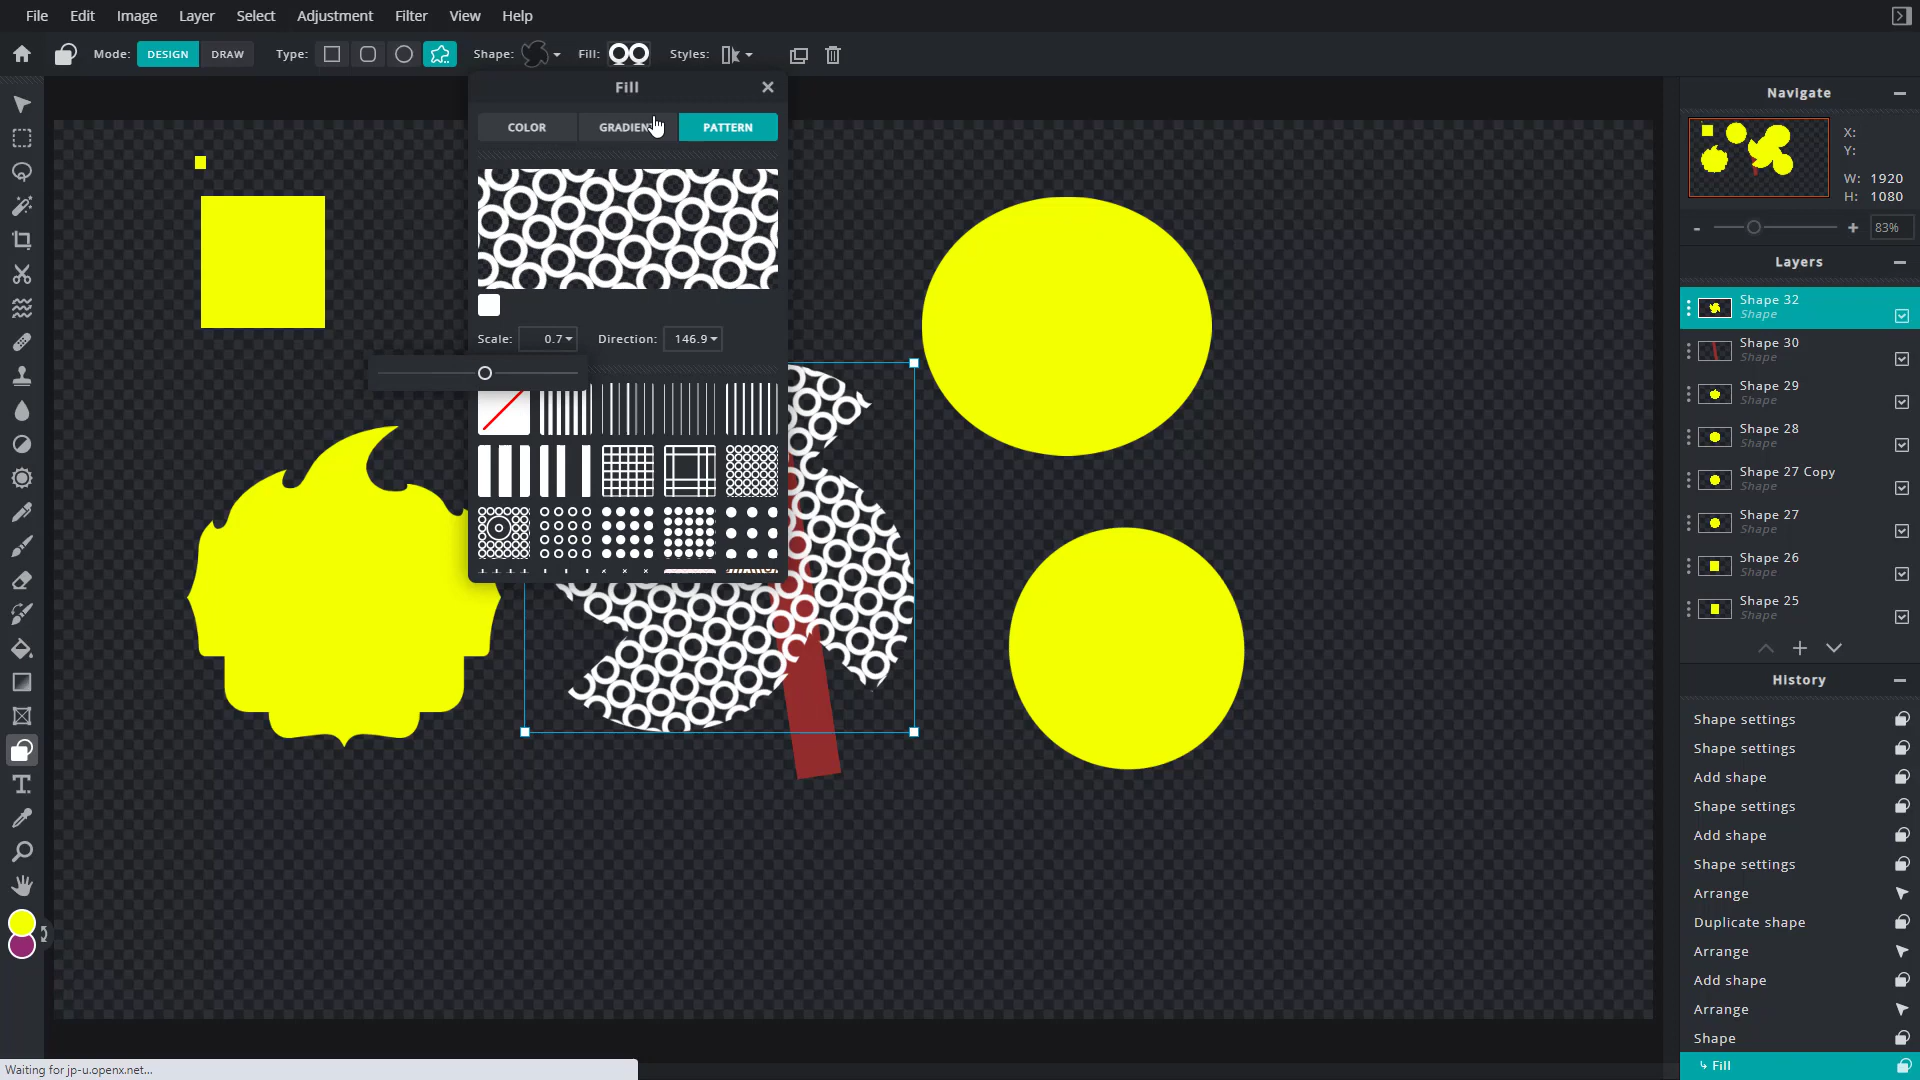 File Edit Image Layer Select Adjustment Filter View Help
Mode: DESIGN DRAW Type: Shape: Fill: Styles:
Fill
COLOR GRADIENT PATTERN
Scale: 0.7 Direction: 146.9
Navigate
X:
Y:
W: 1920
H: 1080
- + 83%
Layers
Shape 32
Shape
Shape 30
Shape
Shape 29
Shape
Shape 28
Shape
Shape 27 Copy
Shape
Shape 27
Shape
Shape 26
Shape
Shape 25
Shape
History
Shape settings
Shape settings
Add shape
Shape settings
Add shape
Shape settings
Arrange
Duplicate shape
Arrange
Add shape
Arrange
Shape
Fill
Waiting for jp-u.openx.net...